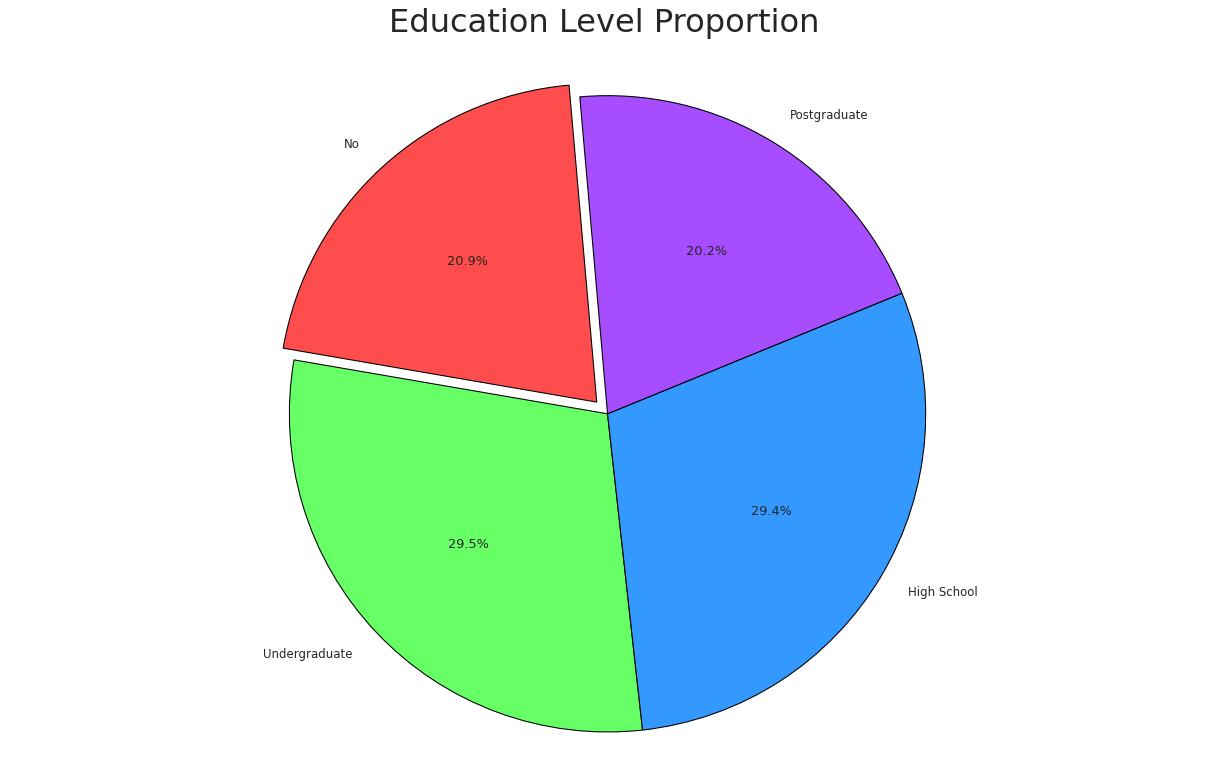 Education Level Proportion
Postgraduate
No
20.2%
20.9%
29.4%
29.5%
High School
Undergraduate